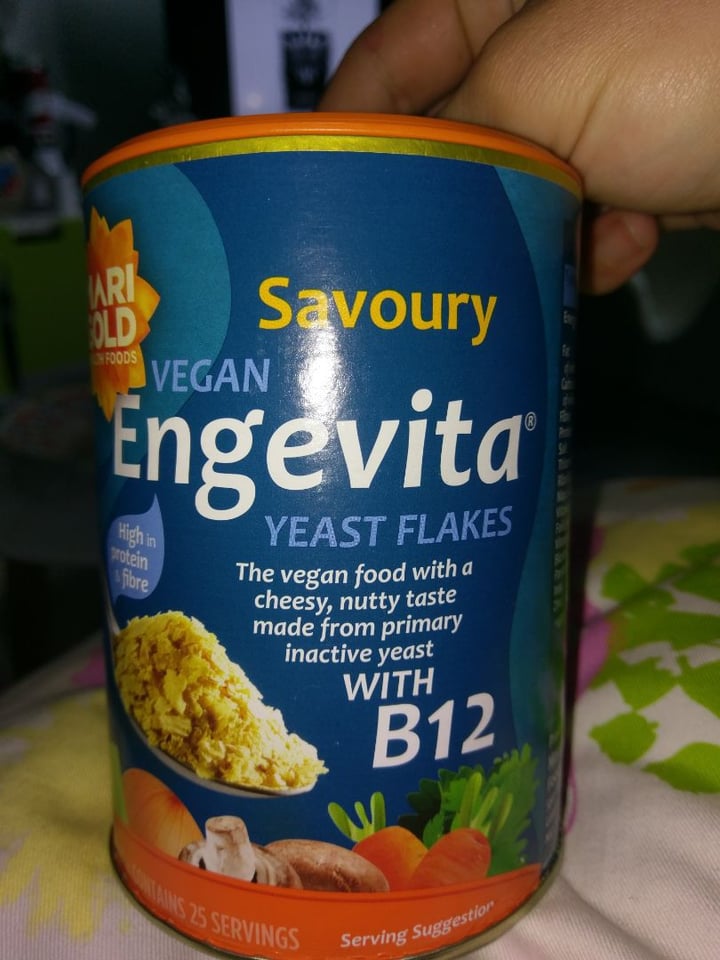 Savoury
VEGAN
Engevita®
YEAST FLAKES
High in
protein
& fibre
The vegan food with a
cheesy, nutty taste
made from primary
inactive yeast
WITH
B12
CONTAINS 25 SERVINGS
Serving Suggestion